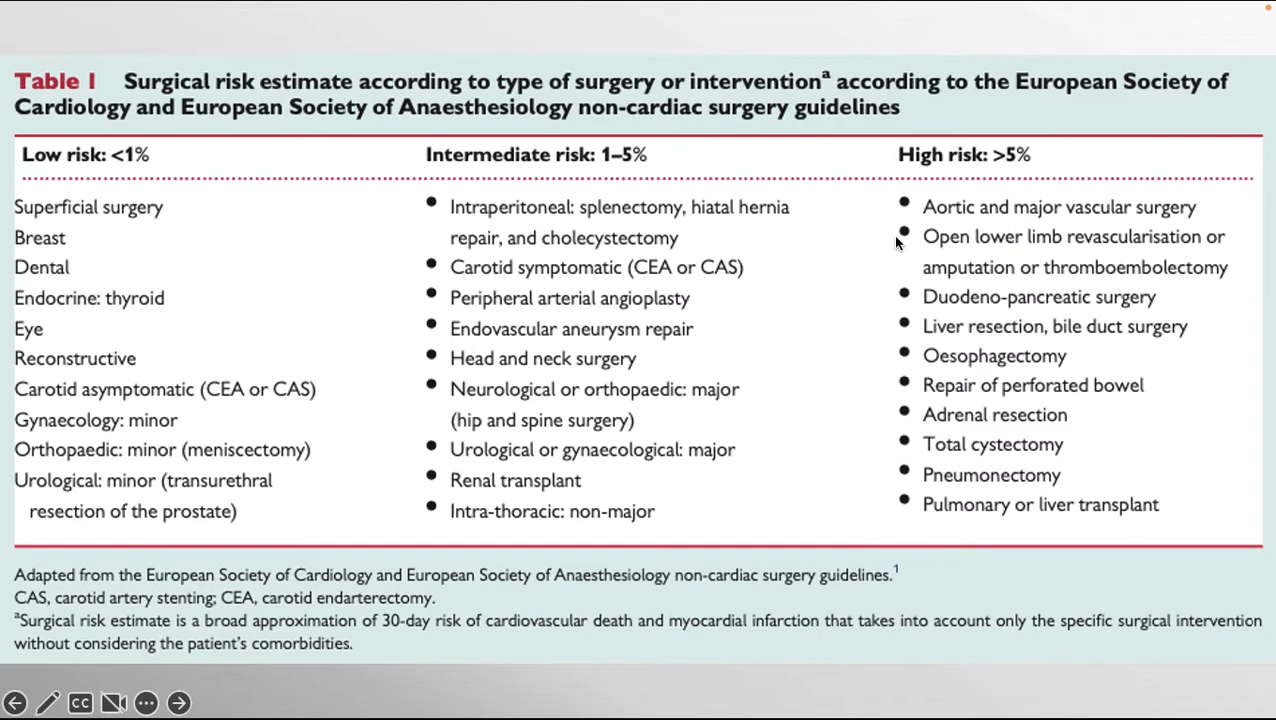 Table 1 Surgical risk estimate according to type of surgery or interventionᵃ according to the European Society of
Cardiology and European Society of Anaesthesiology non-cardiac surgery guidelines
Low risk: <1%
Superficial surgery
Breast
Dental
Endocrine: thyroid
Eye
Reconstructive
Carotid asymptomatic (CEA or CAS)
Gynaecology: minor
Orthopaedic: minor (meniscectomy)
Urological: minor (transurethral
resection of the prostate)
Intermediate risk: 1–5%
• Intraperitoneal: splenectomy, hiatal hernia
repair, and cholecystectomy
• Carotid symptomatic (CEA or CAS)
• Peripheral arterial angioplasty
• Endovascular aneurysm repair
• Head and neck surgery
• Neurological or orthopaedic: major
(hip and spine surgery)
• Urological or gynaecological: major
• Renal transplant
• Intra-thoracic: non-major
High risk: >5%
• Aortic and major vascular surgery
• Open lower limb revascularisation or
amputation or thromboembolectomy
• Duodeno-pancreatic surgery
• Liver resection, bile duct surgery
• Oesophagectomy
• Repair of perforated bowel
• Adrenal resection
• Total cystectomy
• Pneumonectomy
• Pulmonary or liver transplant
Adapted from the European Society of Cardiology and European Society of Anaesthesiology non-cardiac surgery guidelines.¹
CAS, carotid artery stenting; CEA, carotid endarterectomy.
ᵃSurgical risk estimate is a broad approximation of 30-day risk of cardiovascular death and myocardial infarction that takes into account only the specific surgical intervention
without considering the patient's comorbidities.
CC